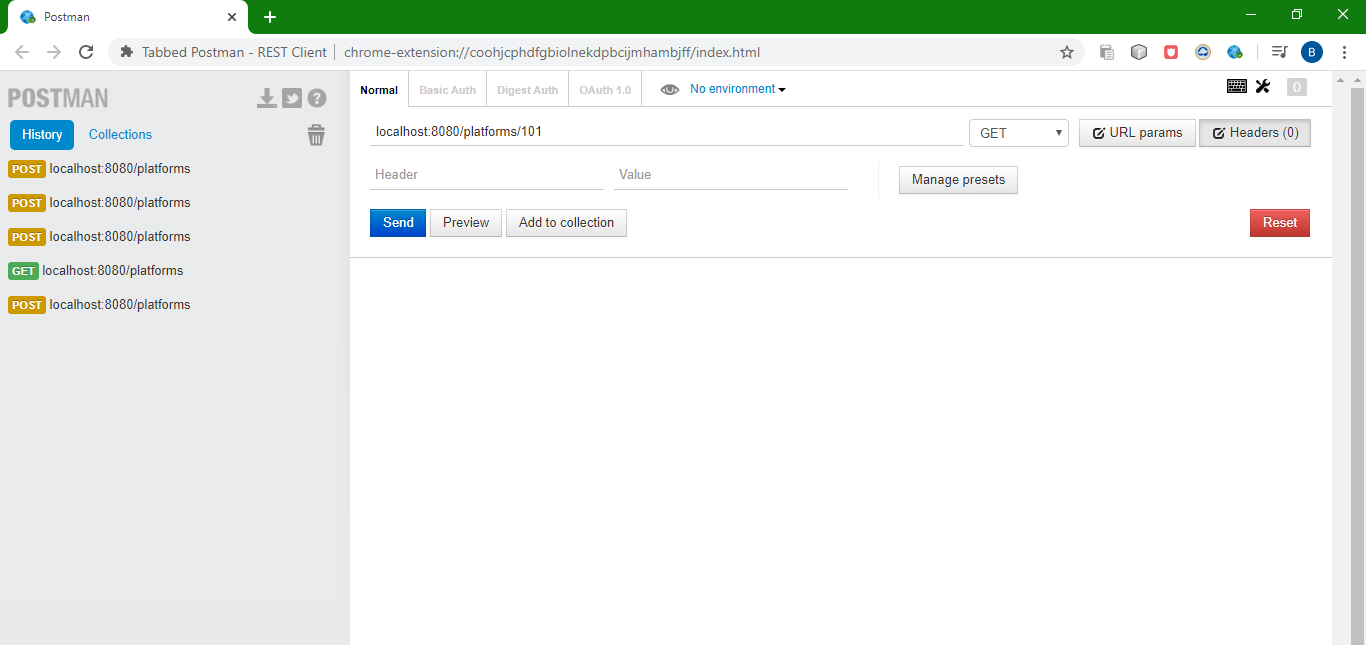 Postman
Tabbed Postman - REST Client | chrome-extension://coohjcphdfgbiolnekdpbcijmhambjff/index.html
B
POSTMAN
?
History
Collections
POST localhost:8080/platforms
POST localhost:8080/platforms
POST localhost:8080/platforms
GET localhost:8080/platforms
POST localhost:8080/platforms
Normal
Basic Auth
Digest Auth
OAuth 1.0
No environment
0
localhost:8080/platforms/101
GET
URL params
Headers (0)
Header
Value
Manage presets
Send
Preview
Add to collection
Reset